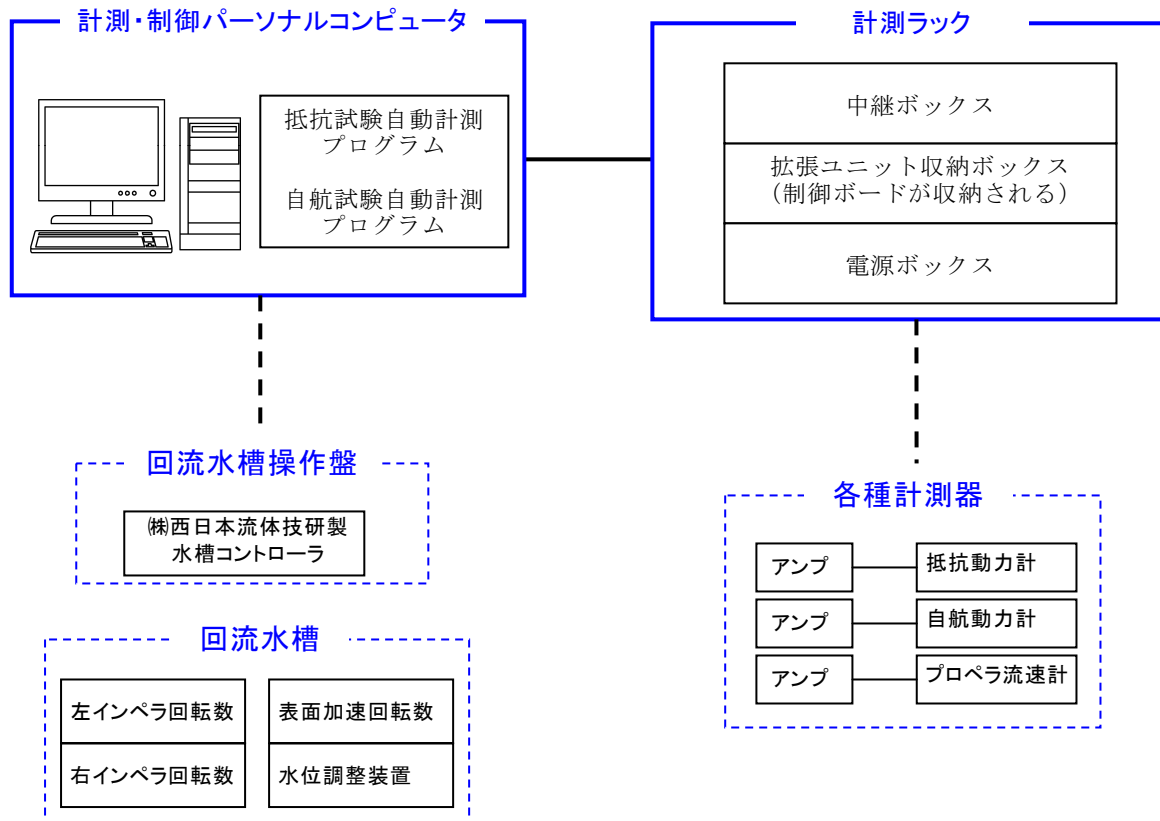 計測・制御パーソナルコンピュータ
抵抗試験自動計測
プログラム
自航試験自動計測
プログラム
計測ラック
中継ボックス
拡張ユニット収納ボックス
（制御ボードが収納される）
電源ボックス
回流水槽操作盤
㈱西日本流体技研製
水槽コントローラ
回流水槽
左インペラ回転数
表面加速回転数
右インペラ回転数
水位調整装置
各種計測器
アンプ
抵抗動力計
アンプ
自航動力計
アンプ
プロペラ流速計